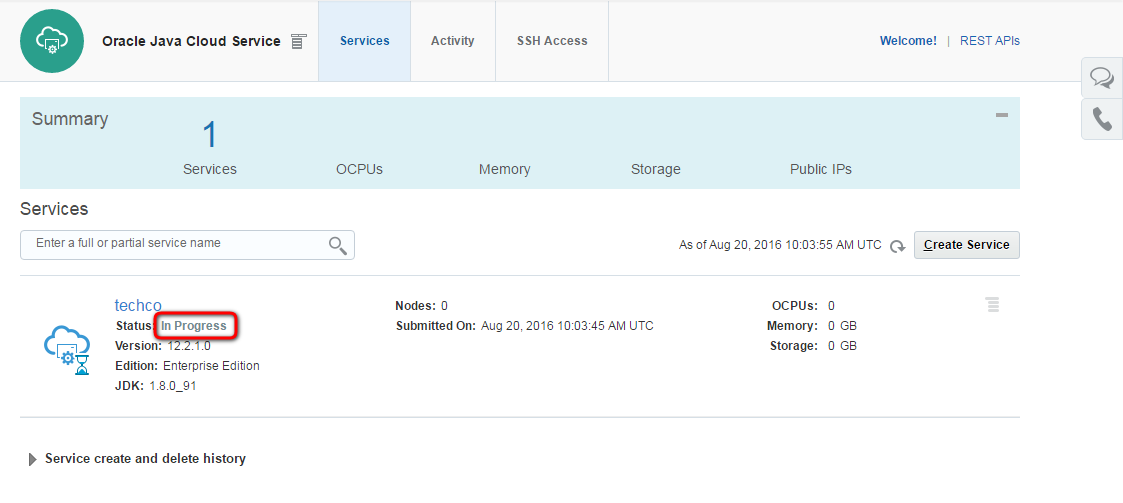 Oracle Java Cloud Service
Services
Activity
SSH Access
Welcome! | REST APIs
Summary
1
Services
OCPUs
Memory
Storage
Public IPs
Services
Enter a full or partial service name
As of Aug 20, 2016 10:03:55 AM UTC
Create Service
techco
Status: In Progress
Version: 12.2.1.0
Edition: Enterprise Edition
JDK: 1.8.0_91
Nodes: 0
Submitted On: Aug 20, 2016 10:03:45 AM UTC
OCPUs: 0
Memory: 0 GB
Storage: 0 GB
Service create and delete history